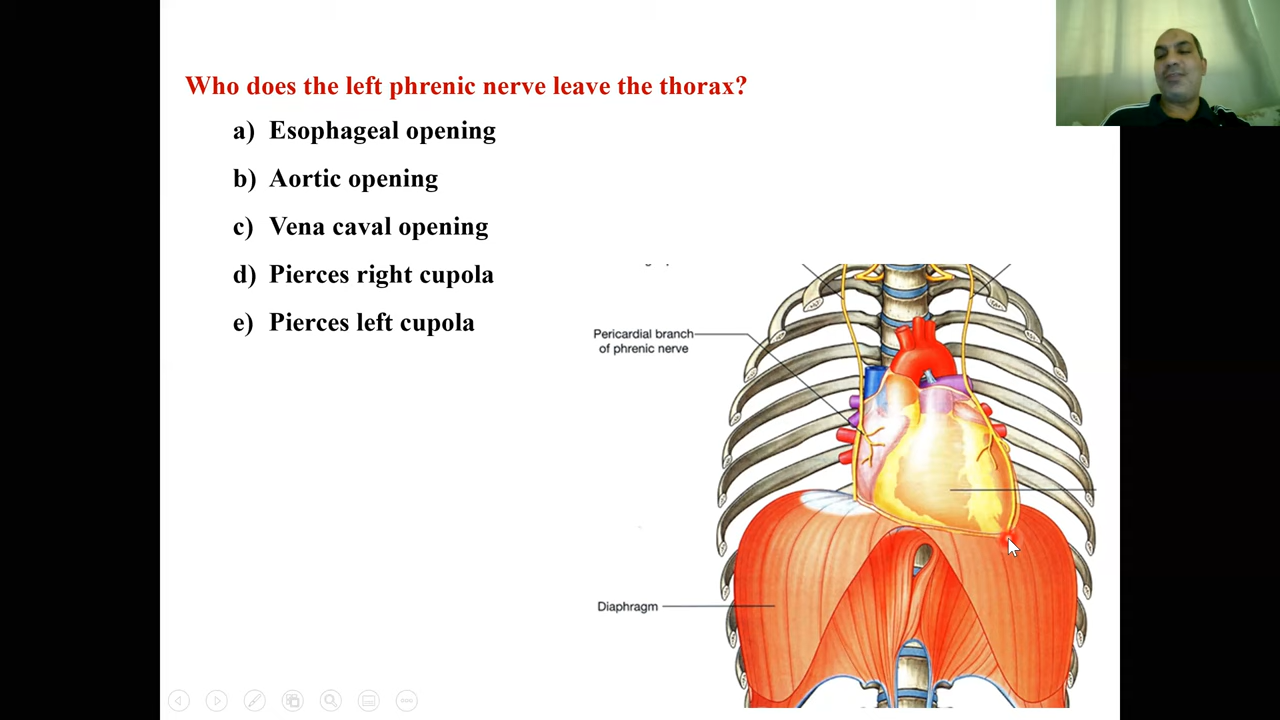 Who does the left phrenic nerve leave the thorax?
a) Esophageal opening
b) Aortic opening
c) Vena caval opening
d) Pierces right cupola
e) Pierces left cupola
Pericardial branch
of phrenic nerve
Diaphragm